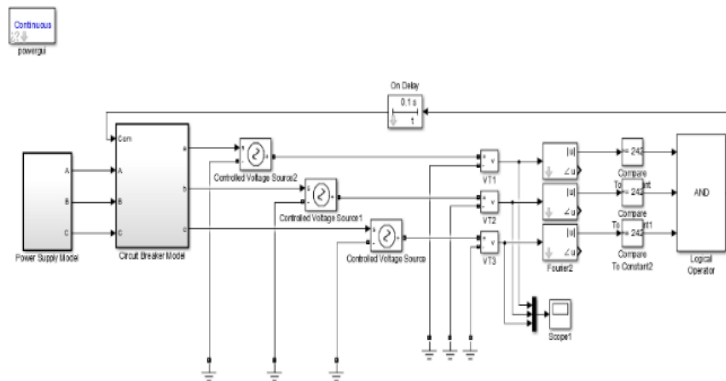 Continuous
powergui
On Delay
0.1 s
1
Com
A
A
B
B
C
C
Power Supply Model
Circuit Breaker Model
Controlled Voltage Source2
Controlled Voltage Source1
Controlled Voltage Source
VT1
VT2
VT3
|u|
∠u
|u|
∠u
|u|
∠u
Fourier2
242
Compare
242
Compare
242
Compare
To Constant2
AND
Logical
Operator
Scope1